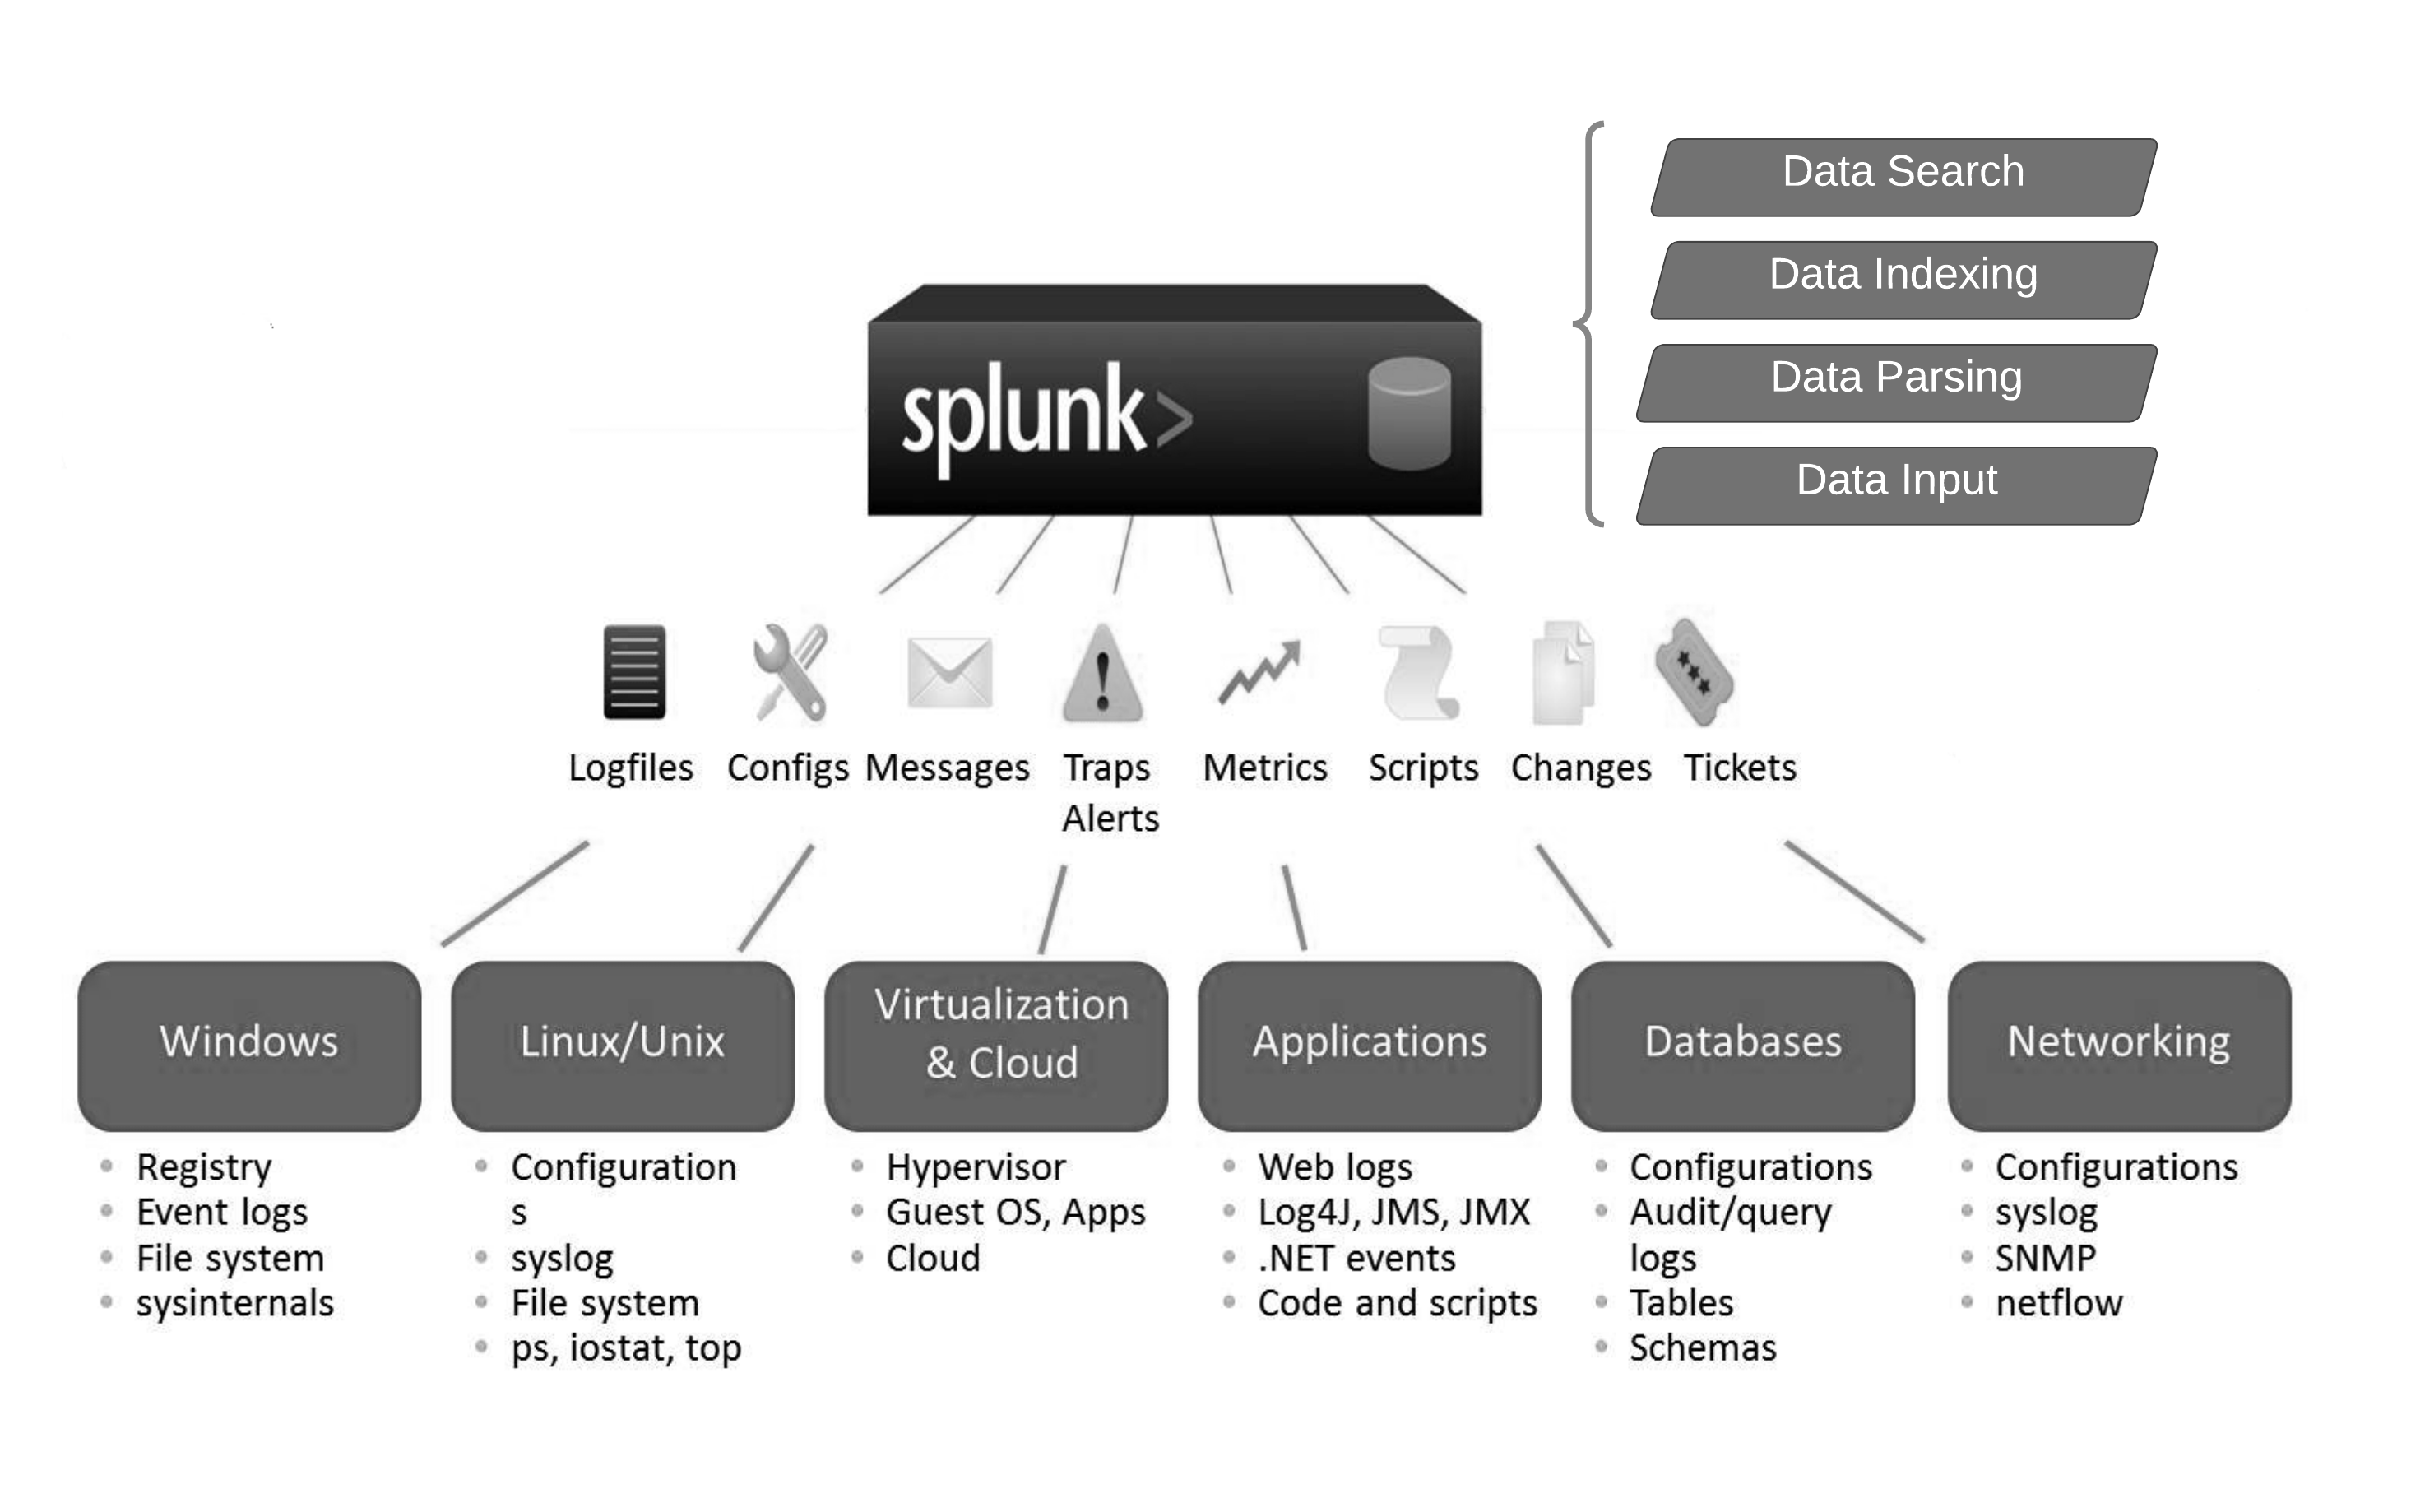 Data Search
Data Indexing
Data Parsing
Data Input
splunk>
Logfiles Configs Messages Traps Metrics Scripts Changes Tickets
Alerts
Windows
Linux/Unix
Virtualization
& Cloud
Applications
Databases
Networking
• Registry
• Event logs
• File system
• sysinternals
• Configuration
s
• syslog
• File system
• ps, iostat, top
• Hypervisor
• Guest OS, Apps
• Cloud
• Web logs
• Log4J, JMS, JMX
• .NET events
• Code and scripts
• Configurations
• Audit/query
logs
• Tables
• Schemas
• Configurations
• syslog
• SNMP
• netflow